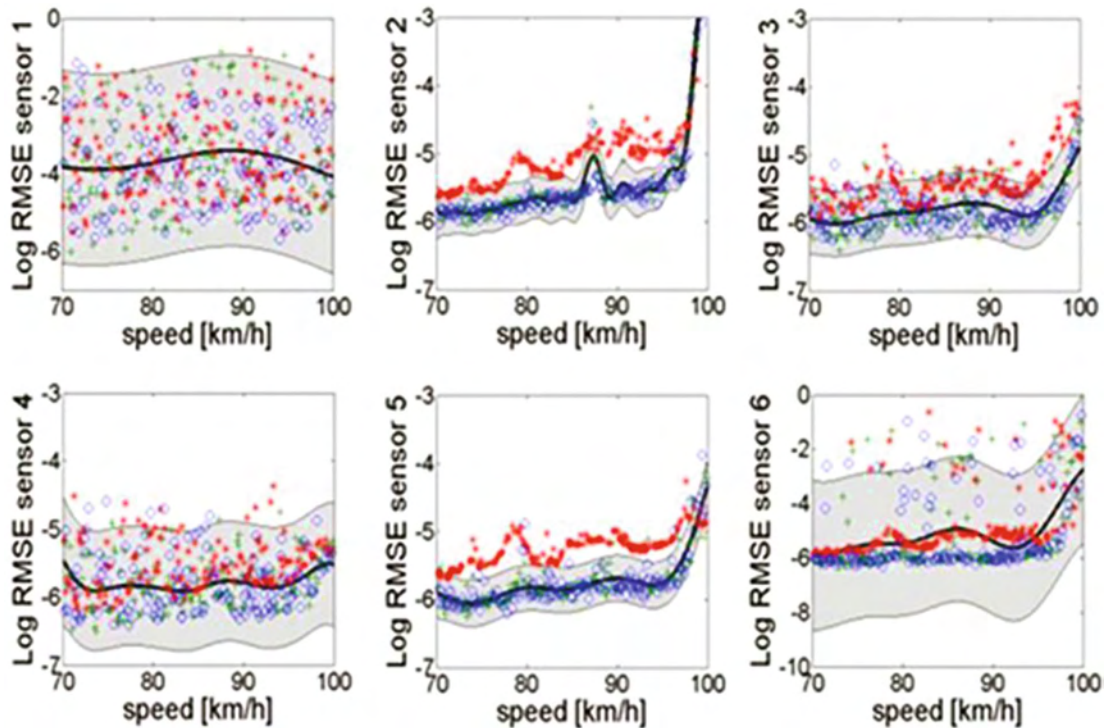 0 -3 -3
-2 -4 -4
-4 -5 -5
-6 -6 -6
-7 -7
Log RMSE sensor 1 Log RMSE sensor 2 Log RMSE sensor 3
70 80 90 100 70 80 90 100 70 80 90 100
speed [km/h] speed [km/h] speed [km/h]
-3 -3 0
-4 -4 -2
-5 -5 -4
-6 -6 -6
-7 -7 -8
-10
Log RMSE sensor 4 Log RMSE sensor 5 Log RMSE sensor 6
70 80 90 100 70 80 90 100 70 80 90 100
speed [km/h] speed [km/h] speed [km/h]